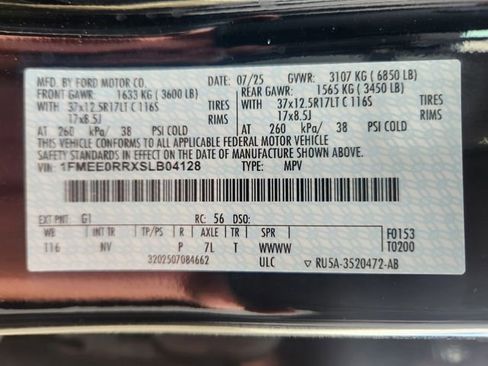 MFD. BY FORD MOTOR CO. DATE: 07/25 GVWR: 3107 KG (6850 LB)
FRONT GAWR: 1633 KG (3600 LB) REAR GAWR: 1565 KG (3450 LB)
37x12.5R17LT C 116S TIRES 37x12.5R17LT C 116S TIRES
17x8.5J RIMS 17x8.5J RIMS
AT 260 kPa/ 38 PSI COLD AT 260 kPa/ 38 PSI COLD
THIS VEHICLE CONFORMS TO ALL APPLICABLE FEDERAL MOTOR VEHICLE
SAFETY STANDARDS IN EFFECT ON THE DATE OF MANUFACTURE SHOWN ABOVE.
VIN: 1FMEE0RRXSLB04128 TYPE: MPV
EXT PNT: G1 RC: 56 DSO: F0153
WB INT TR TP/PS R AXLE TR SPR T0200
T16 NV P 7L T WWWW
3202507084662 ULC RU5A-3520472-AB